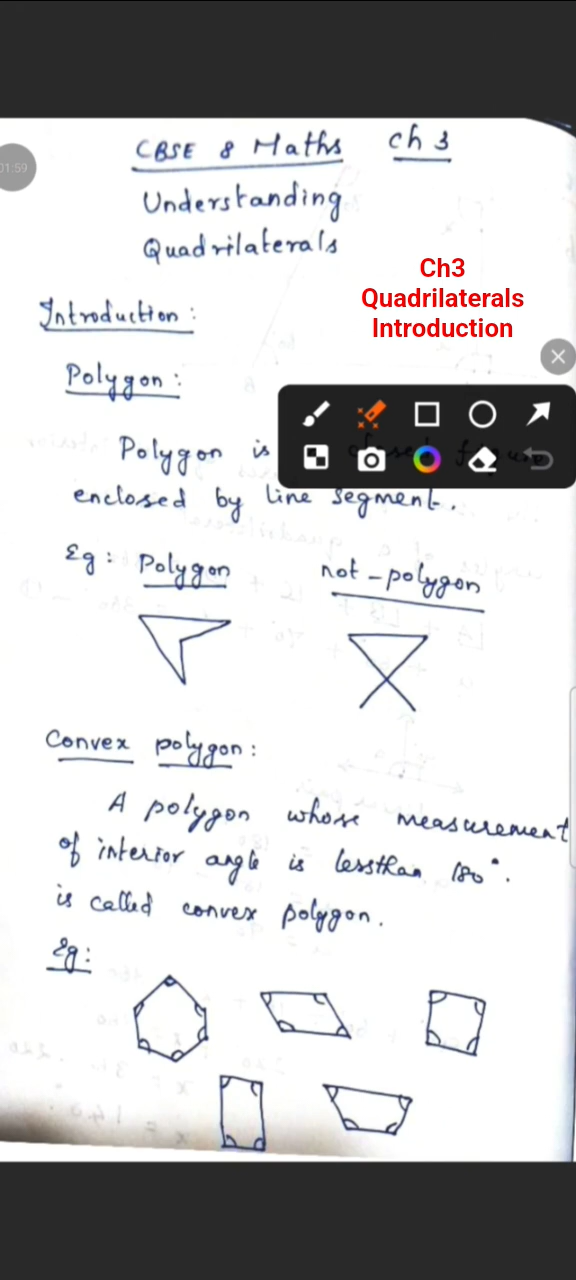 01:59
CBSE 8 Maths Ch 3
Understanding
Quadrilaterals
Ch3
Quadrilaterals
Introduction
Introduction:
Polygon:
Polygon is closed figure
enclosed by line segment.
Eg: Polygon not-polygon
Convex polygon:
A polygon whose measurement
of interior angle is lessthan 180°.
is called convex polygon.
Eg: